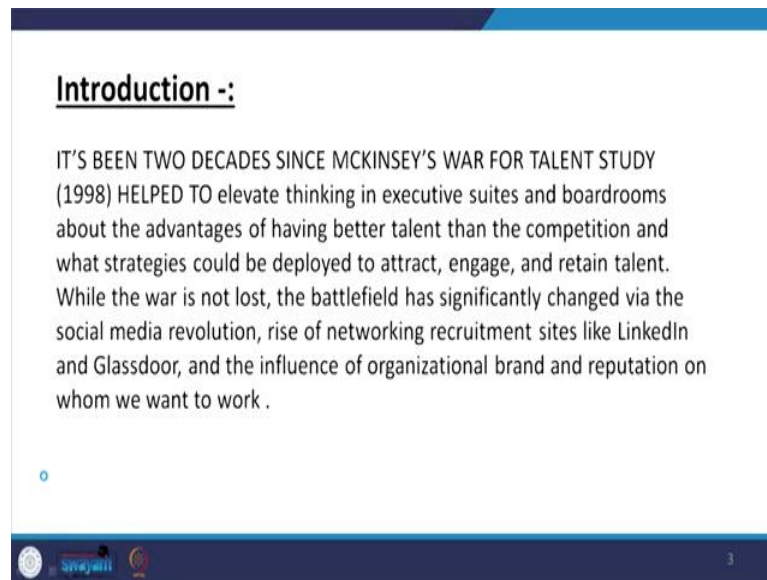 Introduction -:
IT'S BEEN TWO DECADES SINCE MCKINSEY'S WAR FOR TALENT STUDY
(1998) HELPED TO elevate thinking in executive suites and boardrooms
about the advantages of having better talent than the competition and
what strategies could be deployed to attract, engage, and retain talent.
While the war is not lost, the battlefield has significantly changed via the
social media revolution, rise of networking recruitment sites like LinkedIn
and Glassdoor, and the influence of organizational brand and reputation on
whom we want to work .
swayam
3